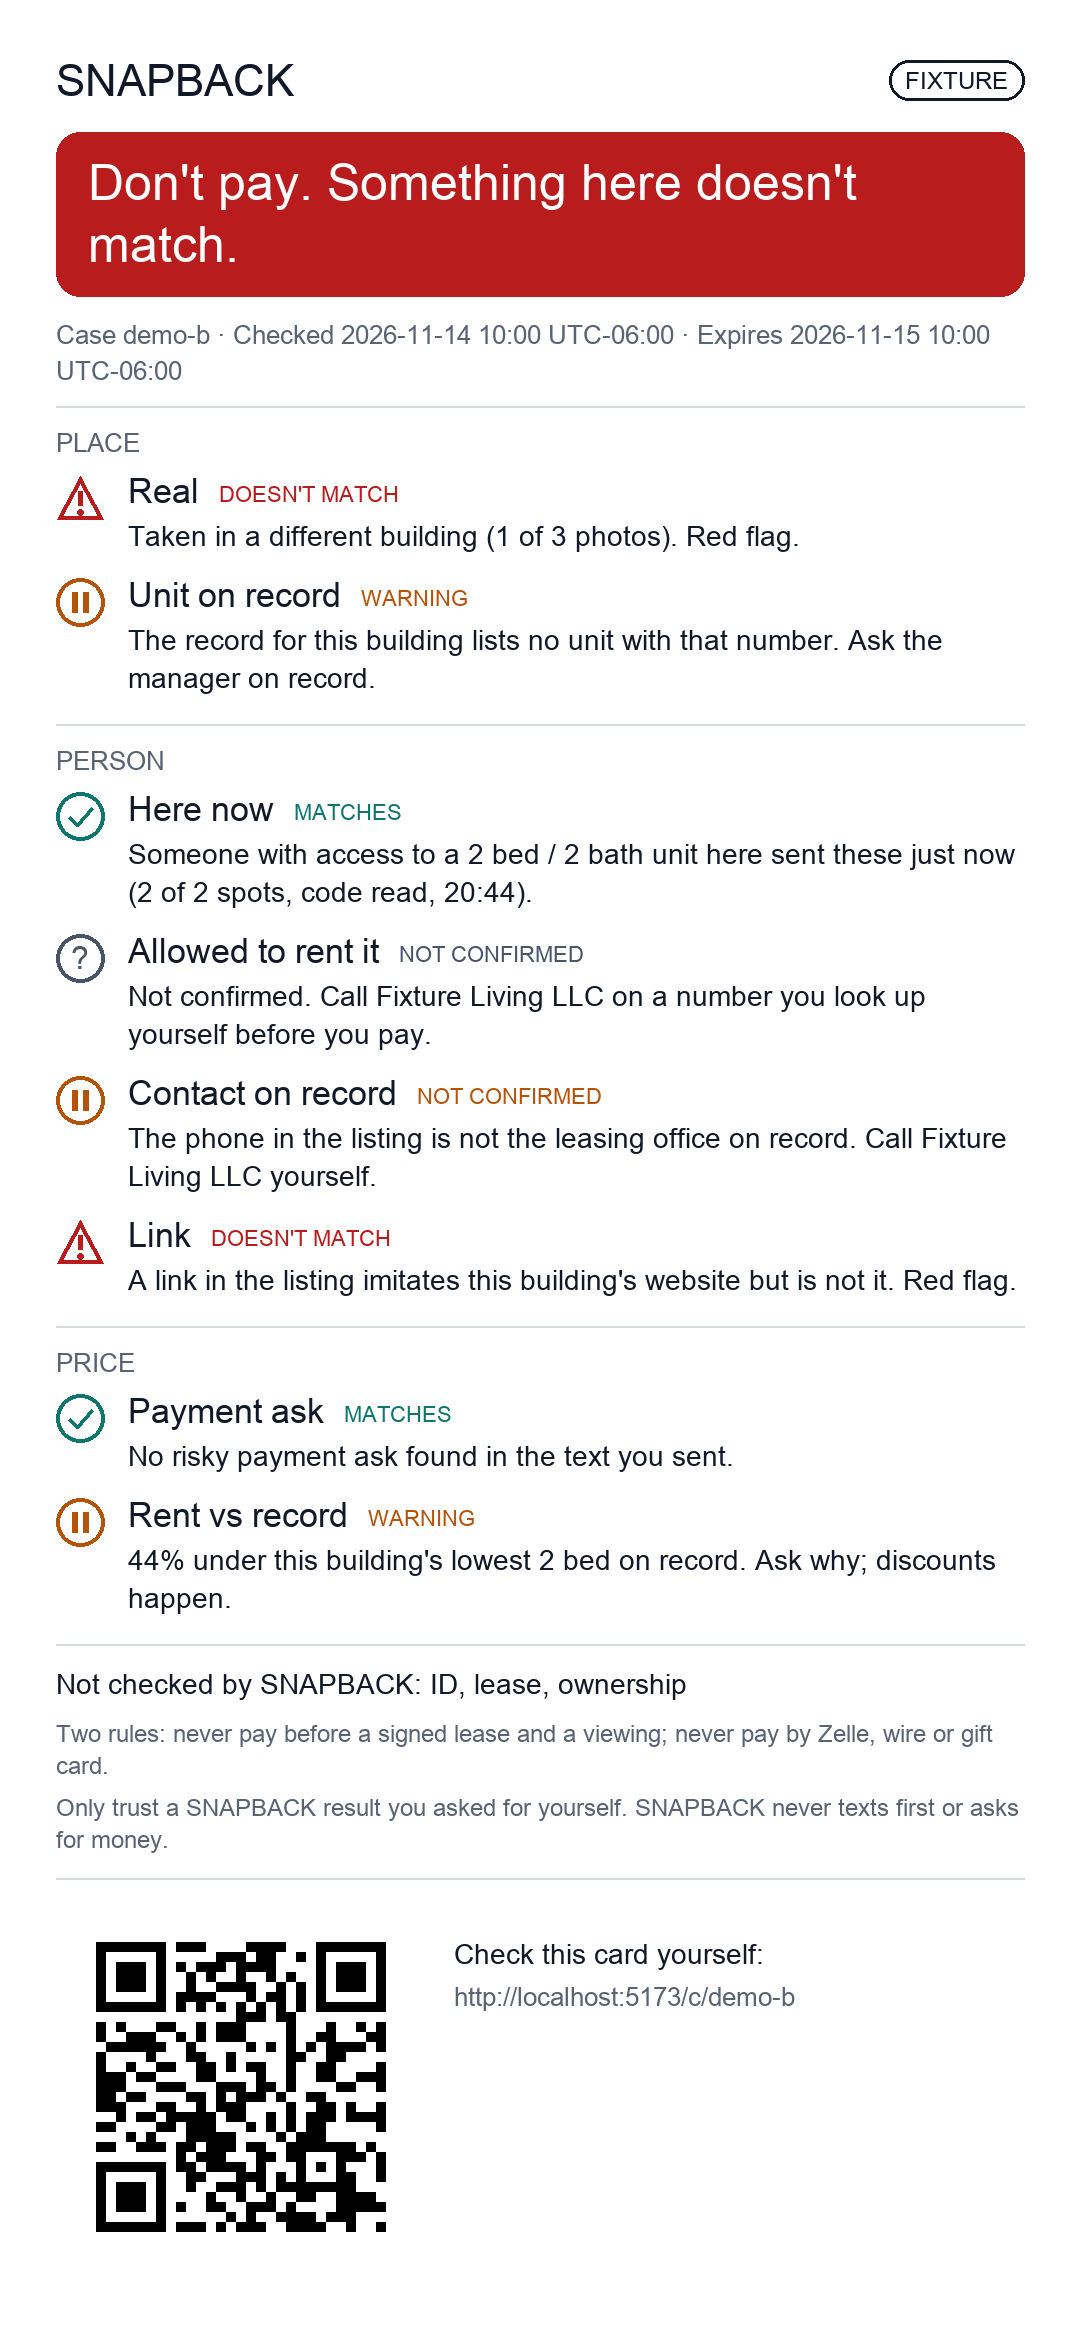 SNAPBACK
FIXTURE
Don't pay. Something here doesn't
match.
Case demo-b · Checked 2026-11-14 10:00 UTC-06:00 · Expires 2026-11-15 10:00
UTC-06:00
PLACE
Real DOESN'T MATCH
Taken in a different building (1 of 3 photos). Red flag.
Unit on record WARNING
The record for this building lists no unit with that number. Ask the
manager on record.
PERSON
Here now MATCHES
Someone with access to a 2 bed / 2 bath unit here sent these just now
(2 of 2 spots, code read, 20:44).
? Allowed to rent it NOT CONFIRMED
Not confirmed. Call Fixture Living LLC on a number you look up
yourself before you pay.
Contact on record NOT CONFIRMED
The phone in the listing is not the leasing office on record. Call Fixture
Living LLC yourself.
Link DOESN'T MATCH
A link in the listing imitates this building's website but is not it. Red flag.
PRICE
Payment ask MATCHES
No risky payment ask found in the text you sent.
Rent vs record WARNING
44% under this building's lowest 2 bed on record. Ask why; discounts
happen.
Not checked by SNAPBACK: ID, lease, ownership
Two rules: never pay before a signed lease and a viewing; never pay by Zelle, wire or gift
card.
Only trust a SNAPBACK result you asked for yourself. SNAPBACK never texts first or asks
for money.
Check this card yourself:
http://localhost:5173/c/demo-b